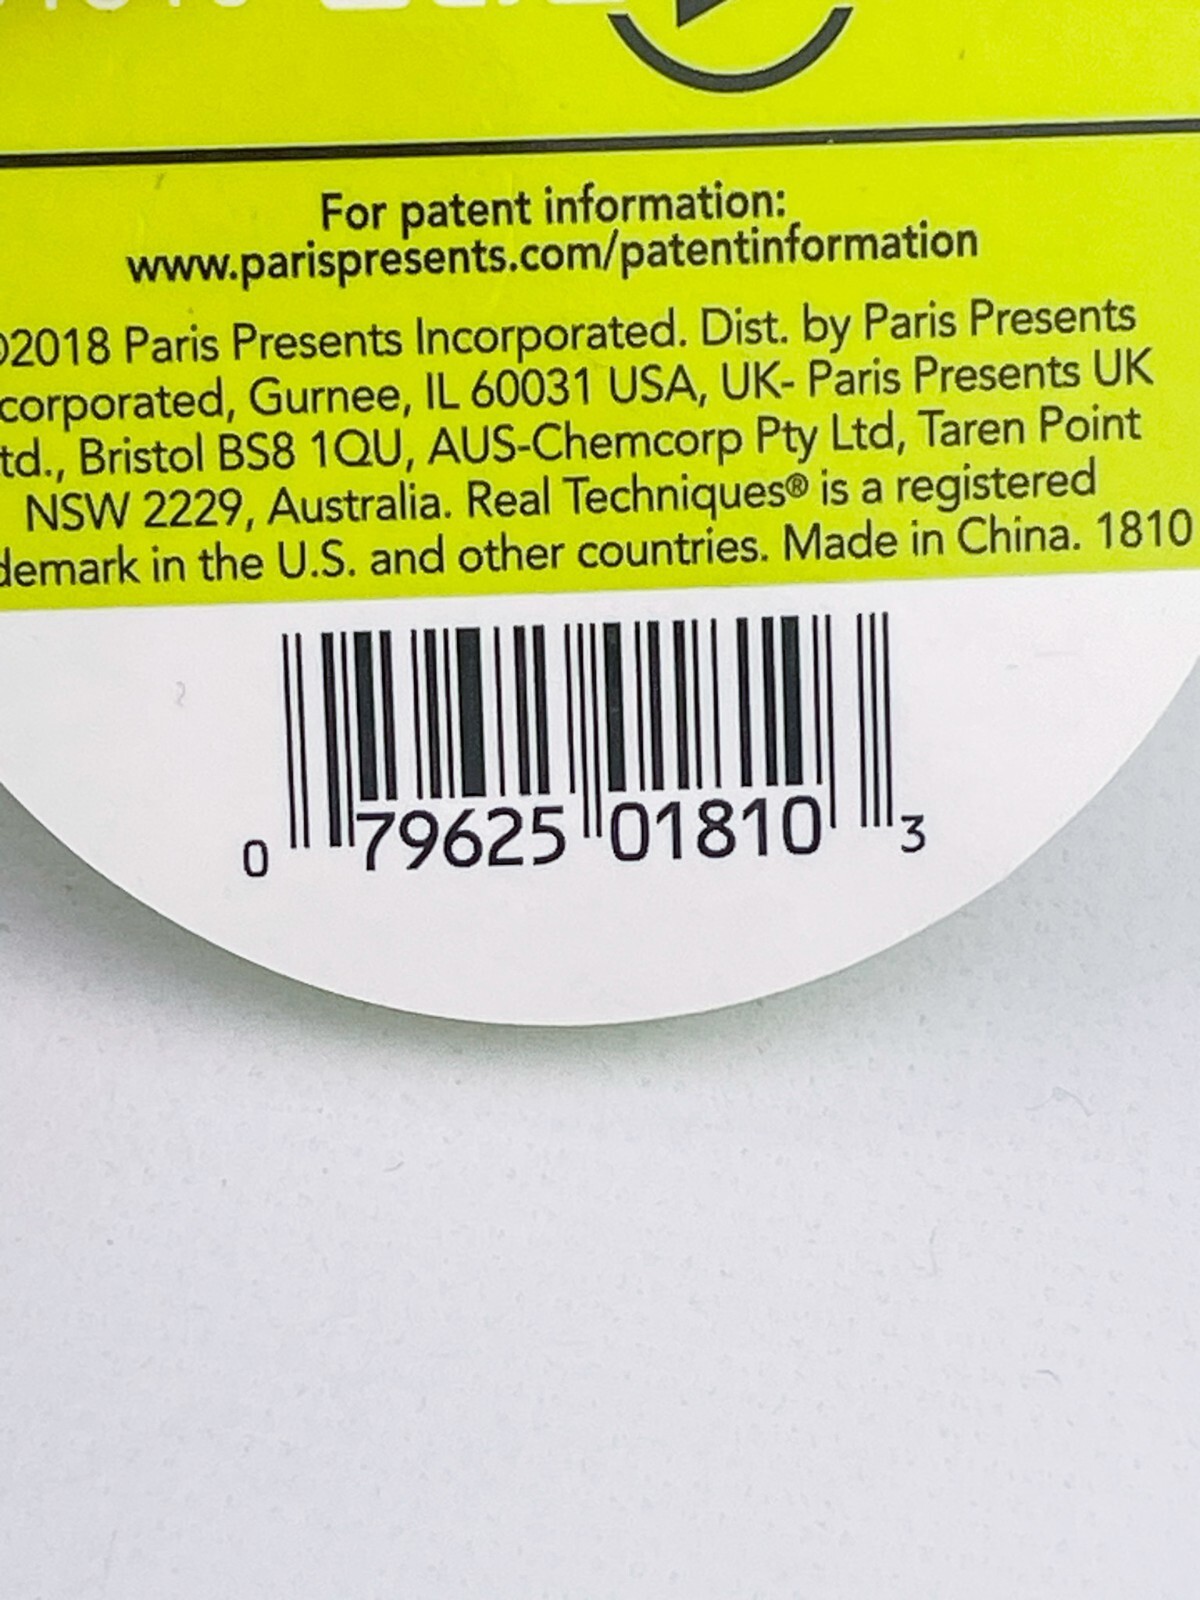 For patent information:
www.parispresents.com/patentinformation
©2018 Paris Presents Incorporated. Dist. by Paris Presents
corporated, Gurnee, IL 60031 USA, UK- Paris Presents UK
td., Bristol BS8 1QU, AUS-Chemcorp Pty Ltd, Taren Point
NSW 2229, Australia. Real Techniques® is a registered
demark in the U.S. and other countries. Made in China. 1810
0 79625 01810 3